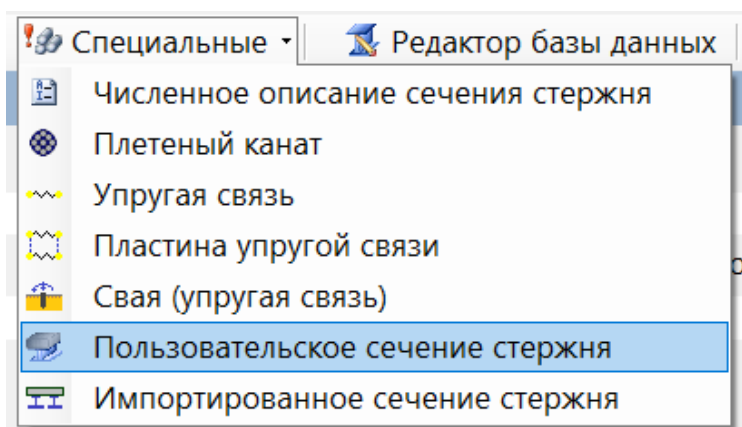 Специальные Редактор базы данных
Численное описание сечения стержня
Плетеный канат
Упругая связь
Пластина упругой связи
Свая (упругая связь)
Пользовательское сечение стержня
Импортированное сечение стержня